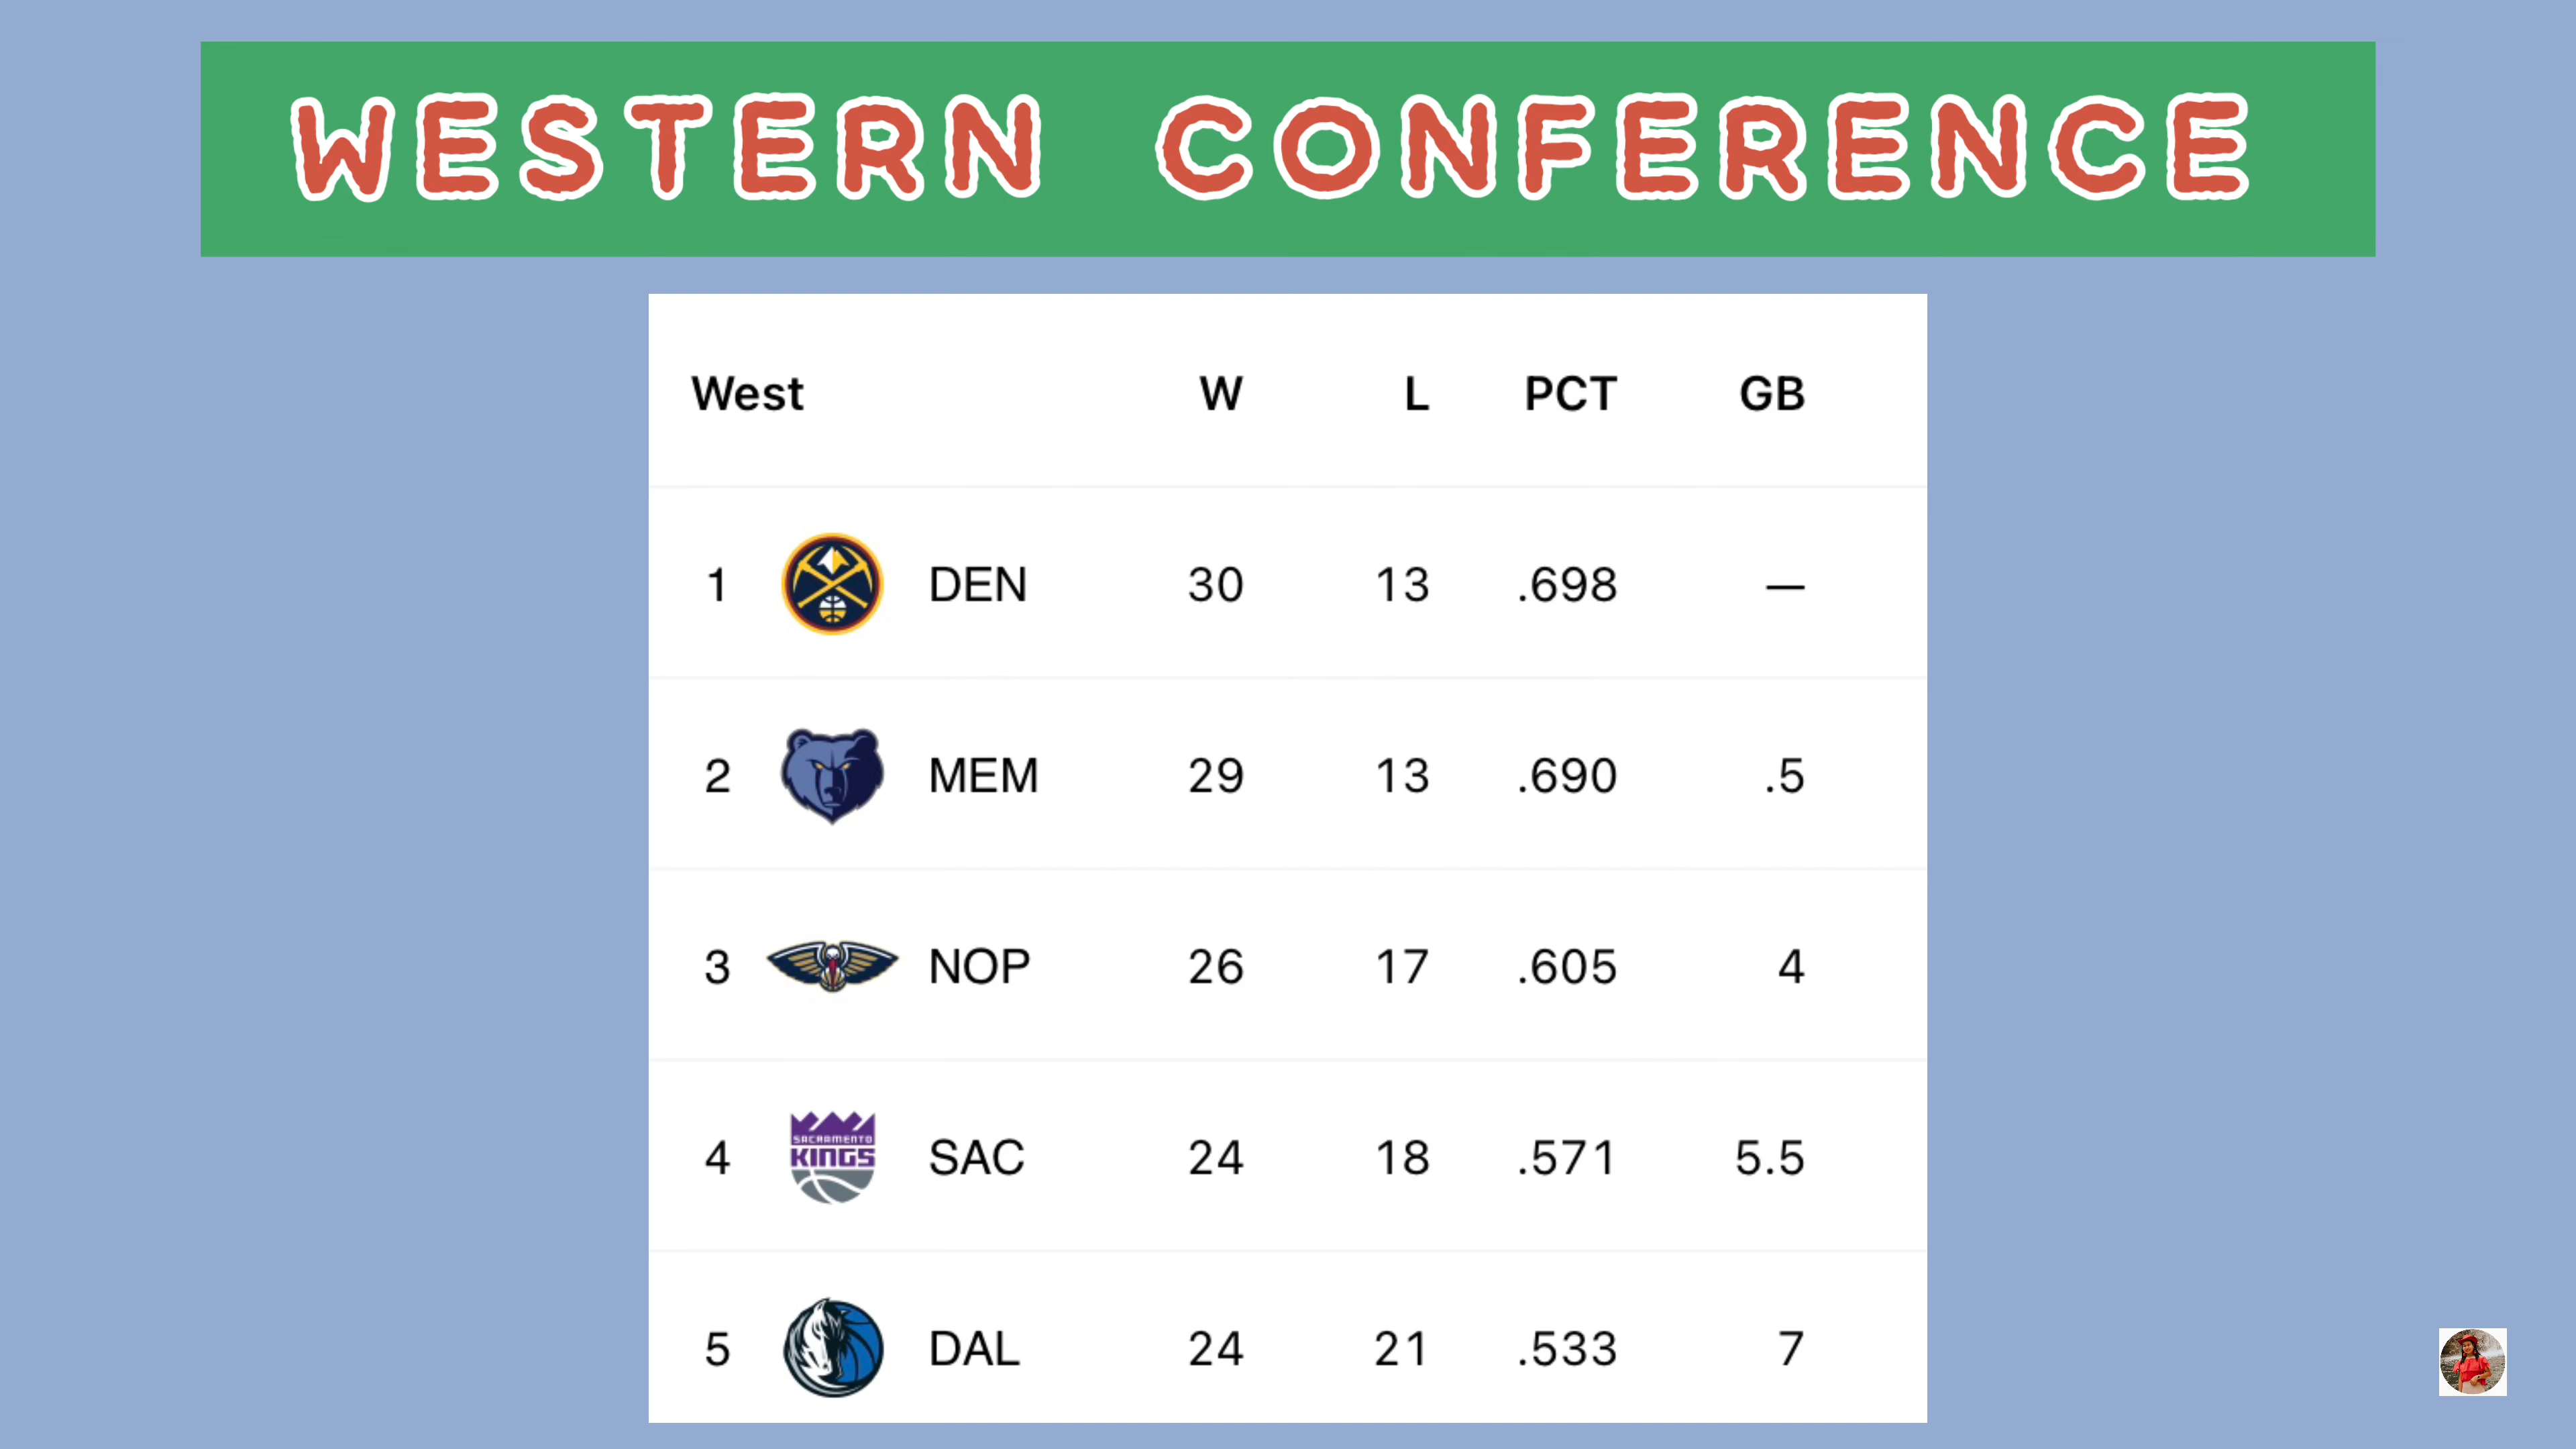 WESTERN CONFERENCE
West W L PCT GB
1 DEN 30 13 .698 —
2 MEM 29 13 .690 .5
3 NOP 26 17 .605 4
4 SACRAMENTO KINGS SAC 24 18 .571 5.5
5 DAL 24 21 .533 7